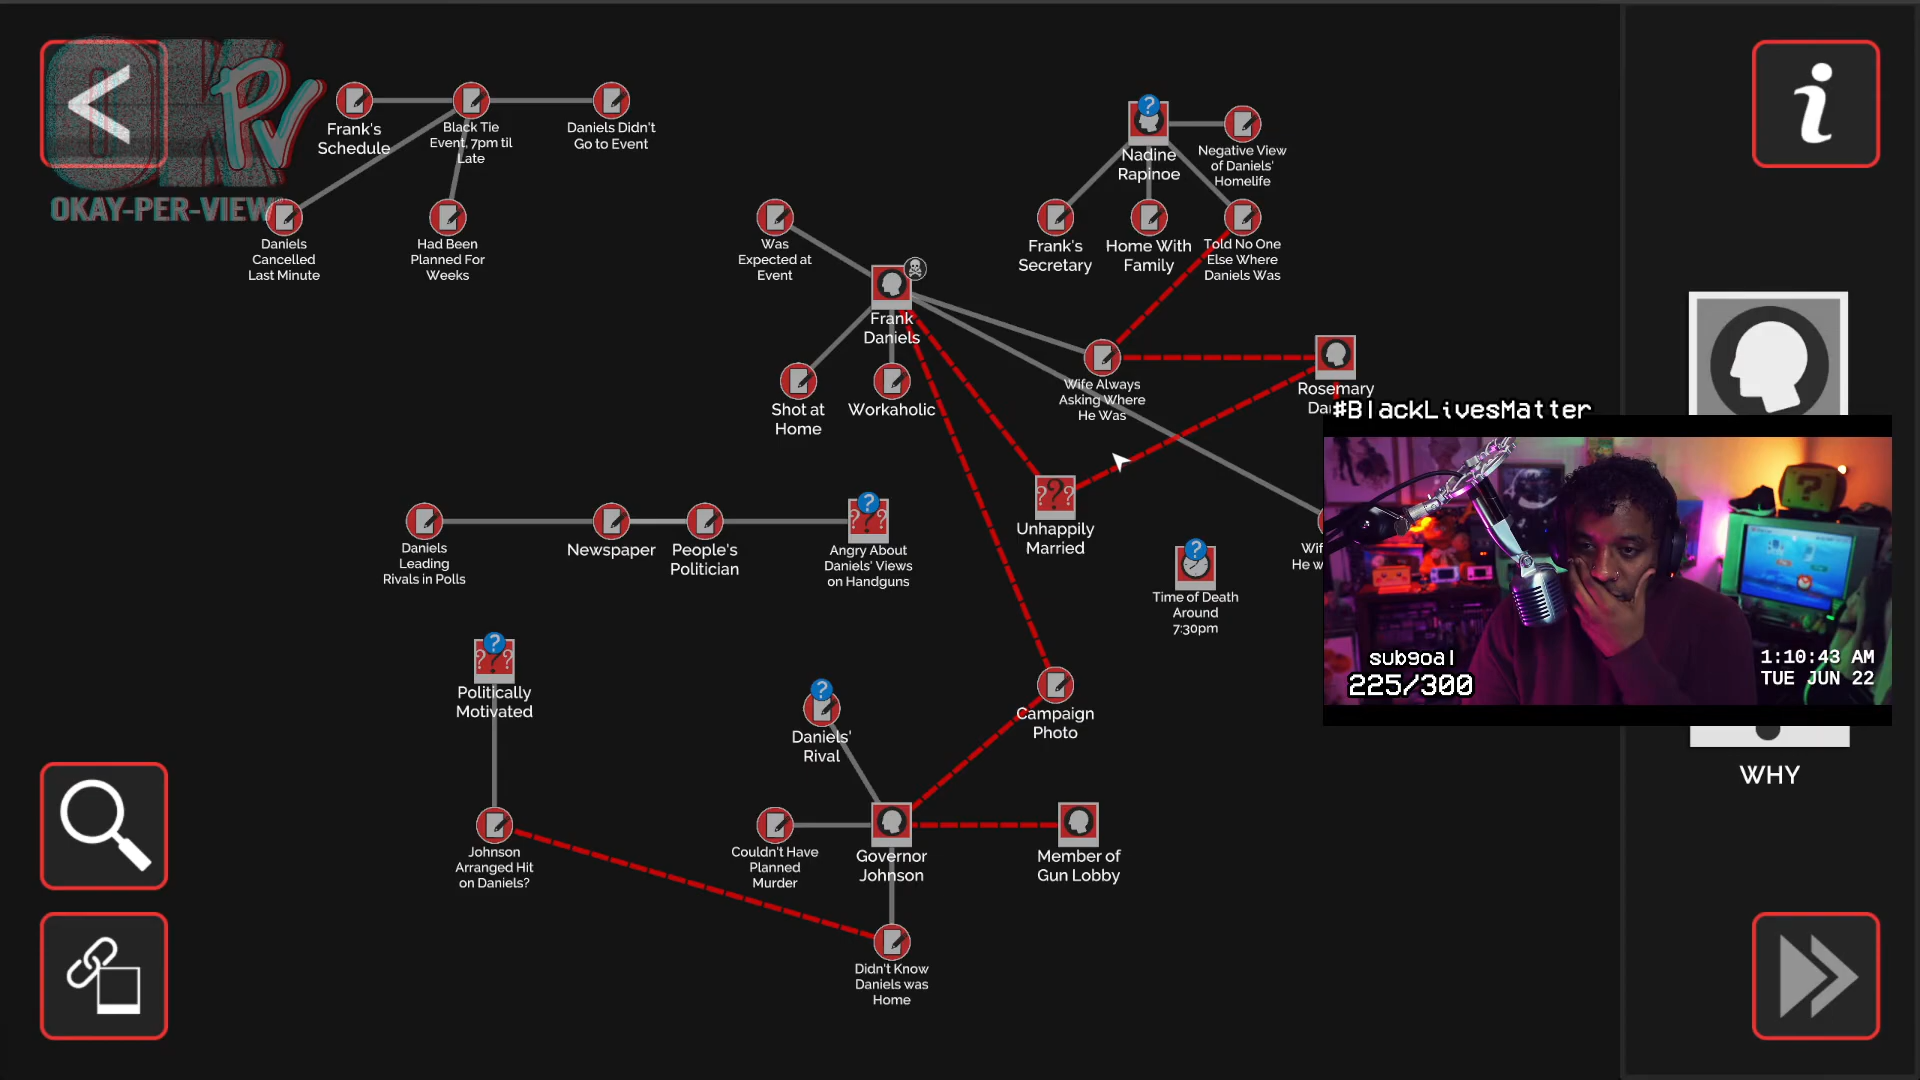 OKAY-PER-VIEW
Frank's
Schedule
Black Tie
Event, 7pm til
Late
Daniels Didn't
Go to Event
Daniels
Cancelled
Last Minute
Had Been
Planned For
Weeks
Nadine
Rapinoe
Negative View
of Daniels'
Homelife
Frank's
Secretary
Home With
Family
Told No One
Else Where
Daniels Was
Was
Expected at
Event
Frank
Daniels
Shot at
Home
Workaholic
Wife Always
Asking Where
He Was
Rosemary
#BlackLivesMatter
Daniels
Leading
Rivals in Polls
Newspaper
People's
Politician
Angry About
Daniels' Views
on Handguns
Unhappily
Married
Time of Death
Around
7:30pm
He w
subgoal
225/300
1:10:43 AM
TUE JUN 22
Politically
Motivated
Daniels'
Rival
Campaign
Photo
WHY
Johnson
Arranged Hit
on Daniels?
Couldn't Have
Planned
Murder
Governor
Johnson
Member of
Gun Lobby
Didn't Know
Daniels was
Home